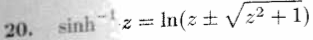 20. sinh⁻¹ z = ln(z ± √(z² + 1))